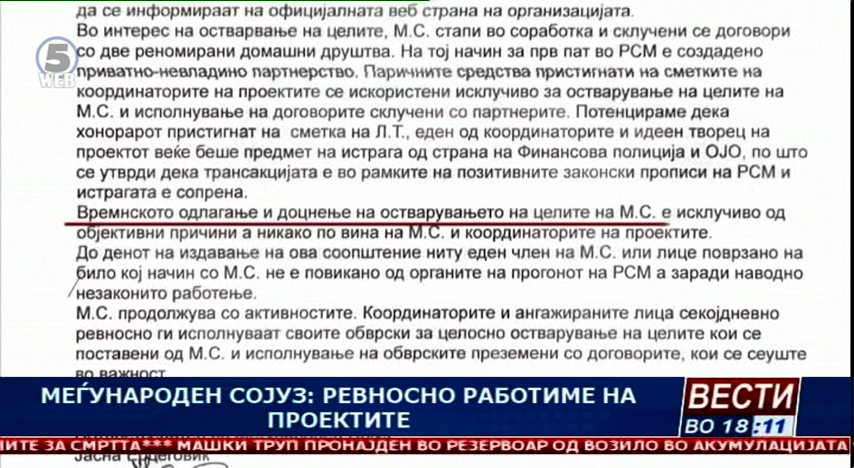 да се информираат на официјалната веб страна на организацијата.
Во интерес на остварвање на целите, М.С. стапи во соработка и склучени се договори
со две реномирани домашни друштва. На тој начин за прв пат во РСМ е создадено
приватно-невладино партнерство. Паричните средства пристигнати на сметките на
координаторите на проектите се искористени исклучиво за остварување на целите на
М.С. и исполнување на договорите склучени со партнерите. Потенцираме дека
хонорарот пристигнат на сметка на Л.Т., еден од координаторите и идеен творец на
проектот веќе беше предмет на истрага од страна на Финансова полиција и ОЈО, по што
се утврди дека трансакцијата е во рамките на позитивните законски прописи на РСМ и
истрагата е сопрена.
Времнското одлагање и доцнење на остварувањето на целите на М.С. е исклучиво од
објективни причини а никако по вина на М.С. и координаторите на проектите.
До денот на издавање на ова соопштение ниту еден член на М.С. или лице поврзано на
било кој начин со М.С. не е повикано од органите на прогонот на РСМ а заради наводно
незаконито работење.
М.С. продолжува со активностите. Координаторите и ангажираните лица секојдневно
ревносно ги исполнуваат своите обврски за целосно остварување на целите кои се
поставени од М.С. и исполнување на обврските преземени со договорите, кои се сеуште
во важност.
5
WEB
МЕЃУНАРОДЕН СОЈУЗ: РЕВНОСНО РАБОТИМЕ НА
ПРОЕКТИТЕ
ВЕСТИ
ВО 18:11
ИТЕ ЗА СМРТТА*** МАШКИ ТРУП ПРОНАЈДЕН ВО РЕЗЕРВОАР ОД ВОЗИЛО ВО АКУМУЛАЦИЈАТА